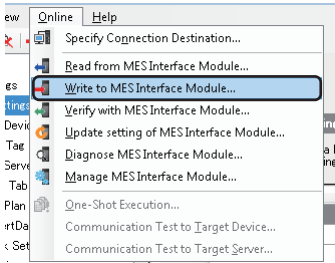 ew Online Help
Specify Connection Destination...
Read from MES Interface Module...
Write to MES Interface Module...
Verify with MES Interface Module...
Update setting of MES Interface Module...
Diagnose MES Interface Module...
Manage MES Interface Module...
One-Shot Execution...
Communication Test to Target Device...
Communication Test to Target Server...
gs
ttings
Devic
Tag
Serve
Tab
Plan
ertDa
k Set